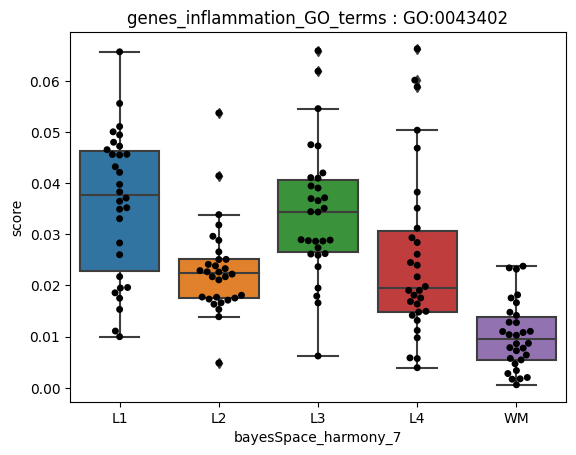 genes_inflammation_GO_terms : GO:0043402
score
0.06
0.05
0.04
0.03
0.02
0.01
0.00
L1 L2 L3 L4 WM
bayesSpace_harmony_7